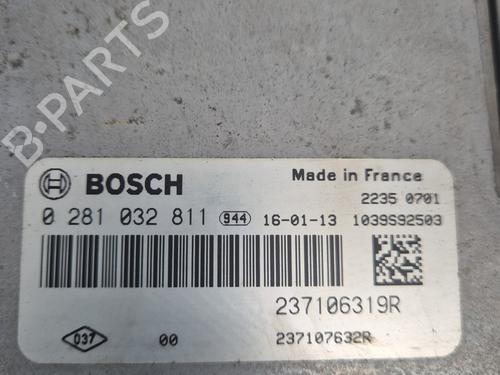 B-PARTS
BOSCH
Made in France
2235 0701
0 281 032 811 944 16-01-13 1039S92503
237106319R
037 00 237107632R